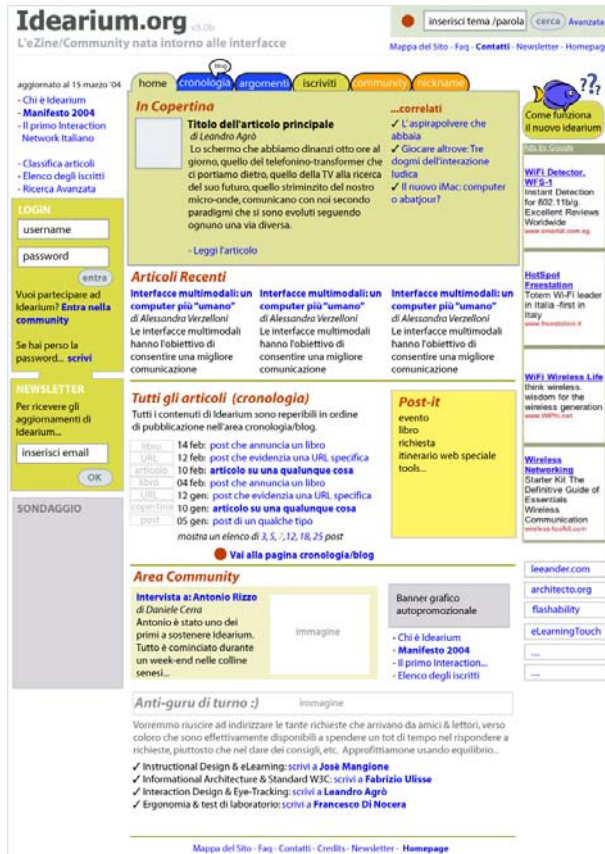 Idearium.org v3.0b
L'eZine/Community nata intorno alle interfacce
inserisci tema /parola
cerca
Avanzata
Mappa del Sito - Faq - Contatti - Newsletter - Homepage
aggiornato al 15 marzo '04
- Chi è Idearium
- Manifesto 2004
- Il primo Interaction
Network Italiano
- Classifica articoli
- Elenco degli iscritti
- Ricerca Avanzata
LOGIN
username
password
entra
Vuoi partecipare ad
Idearium? Entra nella
community
Se hai perso la
password... scrivi
NEWSLETTER
Per ricevere gli
aggiornamenti di
Idearium...
inserisci email
OK
SONDAGGIO
blog
home
cronologia
argomenti
iscriviti
community
nickname
In Copertina
Titolo dell'articolo principale
di Leandro Agrò
Lo schermo che abbiamo dinanzi otto ore al
giorno, quello del telefonino-transformer che
ci portiamo dietro, quello della TV alla ricerca
del suo futuro, quello striminzito del nostro
micro-onde, comunicano con noi secondo
paradigmi che si sono evoluti seguendo
ognuno una via diversa.
- Leggi l'articolo
...correlati
✓ L'aspirapolvere che
abbaia
✓ Giocare altrove: Tre
dogmi dell'interazione
ludica
✓ Il nuovo iMac: computer
o abatjour?
Articoli Recenti
Interfacce multimodali: un
computer più "umano"
di Alessandra Verzelloni
Le interfacce multimodali
hanno l'obiettivo di
consentire una migliore
comunicazione
Interfacce multimodali: un
computer più "umano"
di Alessandra Verzelloni
Le interfacce multimodali
hanno l'obiettivo di
consentire una migliore
comunicazione
Interfacce multimodali: un
computer più "umano"
di Alessandra Verzelloni
Le interfacce multimodali
hanno l'obiettivo di
consentire una migliore
comunicazione
Tutti gli articoli (cronologia)
Tutti i contenuti di Idearium sono reperibili in ordine
di pubblicazione nell'area cronologia/blog.
libro 14 feb: post che annuncia un libro
URL 12 feb: post che evidenzia una URL specifica
articolo 10 feb: articolo su una qualunque cosa
libro 04 feb: post che annuncia un libro
URL 12 gen: post che evidenzia una URL specifica
copertina 10 gen: articolo su una qualunque cosa
post 05 gen: post di un qualche tipo
mostra un elenco di 3, 5, 7, 12, 18, 25 post
Vai alla pagina cronologia/blog
Post-it
evento
libro
richiesta
itinerario web speciale
tools...
Area Community
Intervista a: Antonio Rizzo
di Daniele Cerra
Antonio è stato uno dei
primi a sostenere Idearium.
Tutto è cominciato durante
un week-end nelle colline
senesi...
immagine
Banner grafico
autopromozionale
- Chi è Idearium
- Manifesto 2004
- Il primo Interaction...
- Elenco degli iscritti
Anti-guru di turno :)
immagine
Vorremmo riuscire ad indirizzare le tante richieste che arrivano da amici & lettori, verso
coloro che sono effettivamente disponibili a spendere un tot di tempo nel rispondere a
richieste, piuttosto che nel dare dei consigli, etc. Approfittiamone usando equilibrio...
✓ Instructional Design & eLearning: scrivi a Josè Mangione
✓ Informational Architecture & Standard W3C: scrivi a Fabrizio Ulisse
✓ Interaction Design & Eye-Tracking: scrivi a Leandro Agrò
✓ Ergonomia & test di laboratorio: scrivi a Francesco Di Nocera
Mappa del Sito - Faq - Contatti - Credits - Newsletter - Homepage
???
Come funziona
il nuovo idearium
Ads by Google
WiFi Detector,
WFS-1
Instant Detection
for 802.11b/g.
Excellent Reviews
Worldwide
www.smartid.com.sg
HotSpot
Freestation
Totem Wi-Fi leader
in Italia -first in
Italy
www.freestation.it
WiFi Wireless Life
think wireless.
wisdom for the
wireless generation
Wireless
Networking
Starter Kit The
Definitive Guide of
Essentials
Wireless
Communication
wireless-toolkit.com
leeander.com
architecto.org
flashability
eLearningTouch
...
...